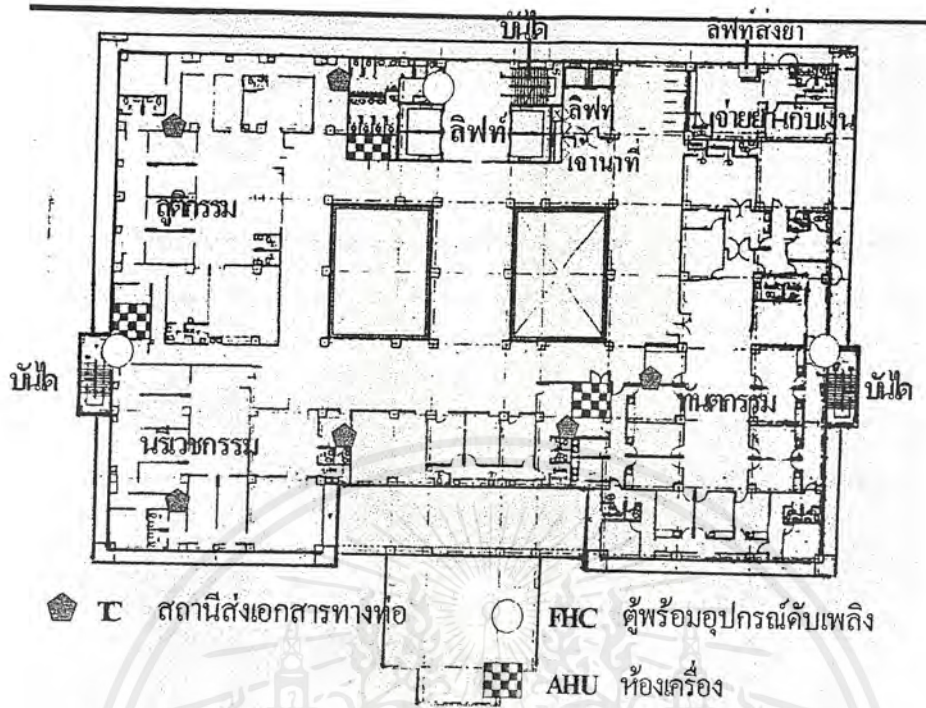 บันได ลิฟท์ส่งยา
ลิฟท์ ลิฟท์ จ่ายยา-เก็บเงิน
เจ้าหน้าที่
สูติกรรม
บันได ทันตกรรม บันได
นรีเวชกรรม
TC สถานีส่งเอกสารทางท่อ FHC ตู้พร้อมอุปกรณ์ดับเพลิง
AHU ห้องเครื่อง